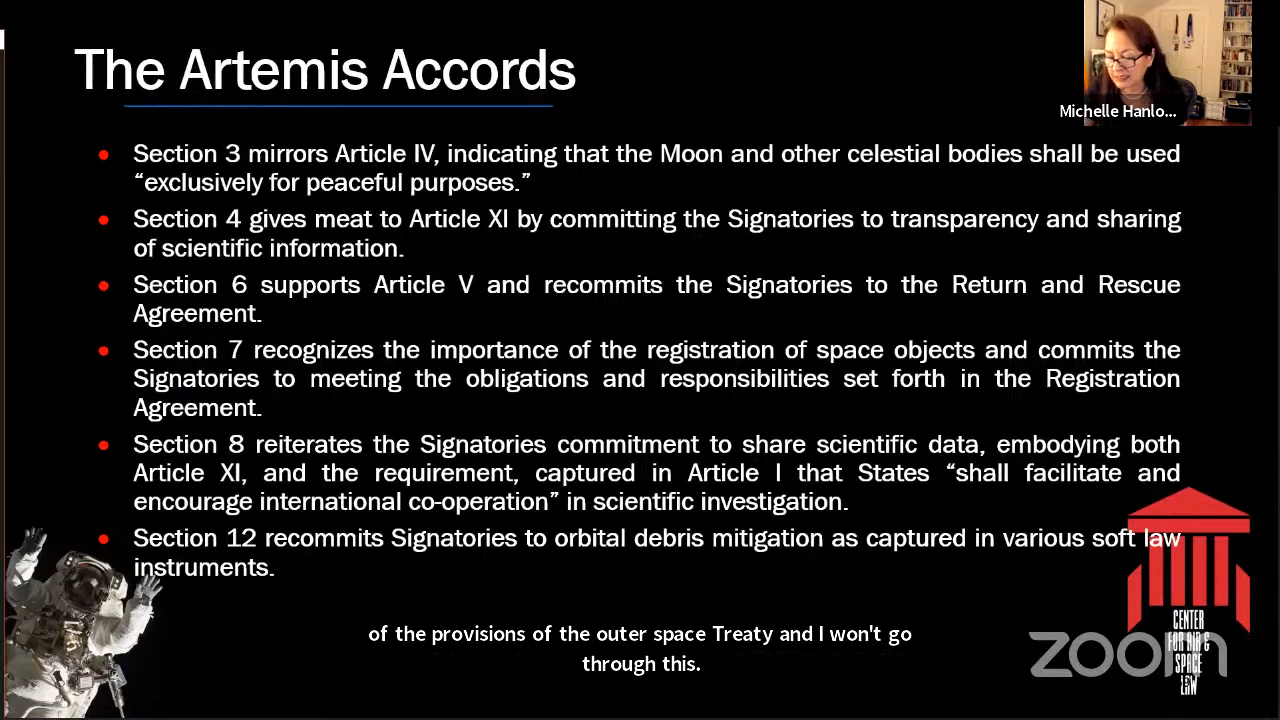 The Artemis Accords
Michelle Hanlo...
• Section 3 mirrors Article IV, indicating that the Moon and other celestial bodies shall be used
“exclusively for peaceful purposes.”
• Section 4 gives meat to Article XI by committing the Signatories to transparency and sharing
of scientific information.
• Section 6 supports Article V and recommits the Signatories to the Return and Rescue
Agreement.
• Section 7 recognizes the importance of the registration of space objects and commits the
Signatories to meeting the obligations and responsibilities set forth in the Registration
Agreement.
• Section 8 reiterates the Signatories commitment to share scientific data, embodying both
Article XI, and the requirement, captured in Article I that States “shall facilitate and
encourage international co-operation” in scientific investigation.
• Section 12 recommits Signatories to orbital debris mitigation as captured in various soft law
instruments.
of the provisions of the outer space Treaty and I won't go
through this.
CENTER
FOR AIR &
SPACE
LAW
zoom